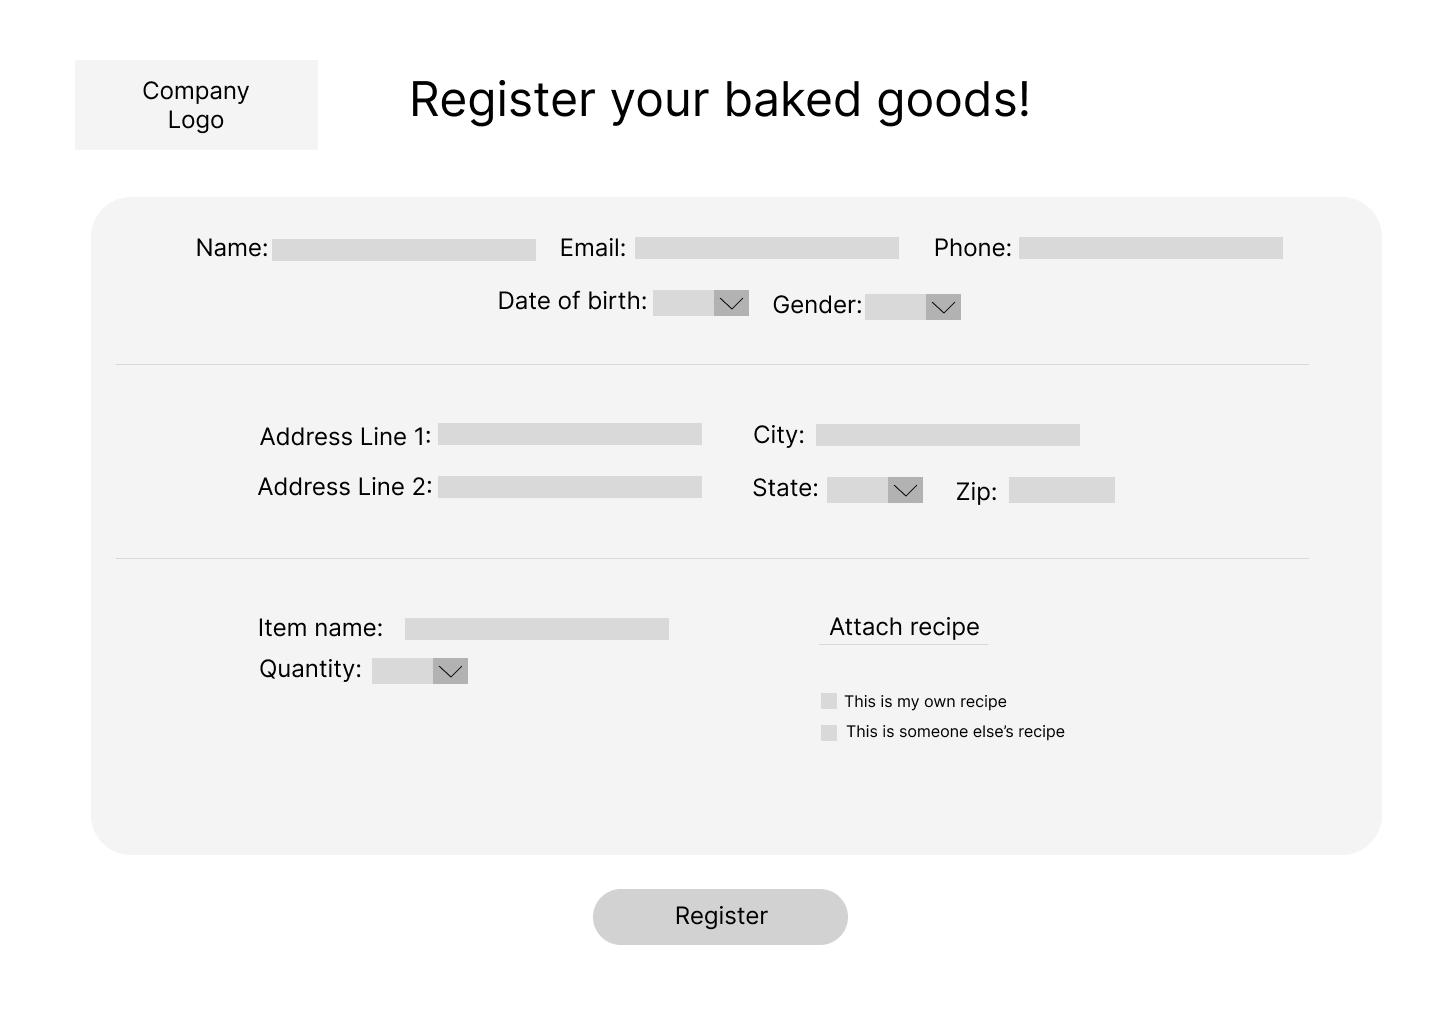 Company
Logo
Register your baked goods!
Name: Email: Phone:
Date of birth: Gender:
Address Line 1: City:
Address Line 2: State: Zip:
Item name: Attach recipe
Quantity:
This is my own recipe
This is someone else’s recipe
Register